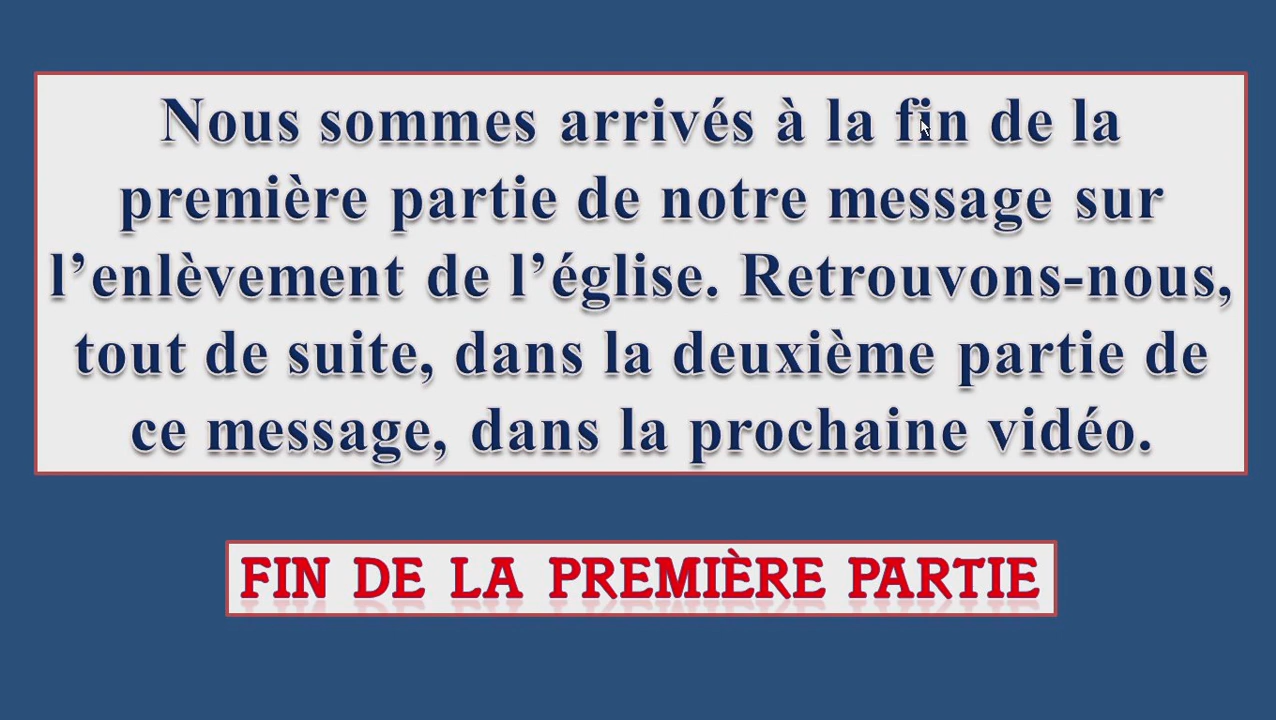 Nous sommes arrivés à la fin de la
première partie de notre message sur
l’enlèvement de l’église. Retrouvons-nous,
tout de suite, dans la deuxième partie de
ce message, dans la prochaine vidéo.
FIN DE LA PREMIÈRE PARTIE